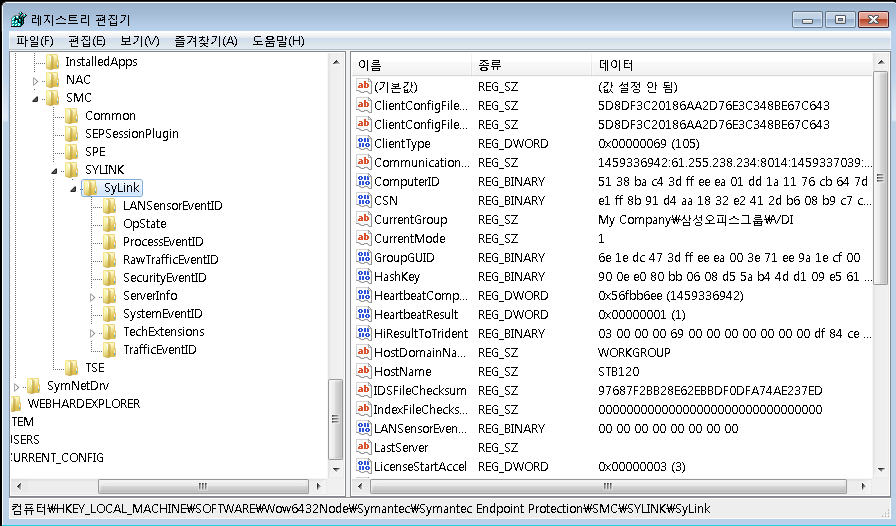 레지스트리 편집기
파일(F) 편집(E) 보기(V) 즐겨찾기(A) 도움말(H)
InstalledApps
NAC
SMC
Common
SEPSessionPlugin
SPE
SYLINK
SyLink
LANSensorEventID
OpState
ProcessEventID
RawTrafficEventID
SecurityEventID
ServerInfo
SystemEventID
TechExtensions
TrafficEventID
TSE
SymNetDrv
WEBHARDEXPLORER
TEM
SERS
CURRENT_CONFIG
이름 종류 데이터
(기본값) REG_SZ (값 설정 안 됨)
ClientConfigFile... REG_SZ 5D8DF3C20186AA2D76E3C348BE67C643
ClientConfigFile... REG_SZ 5D8DF3C20186AA2D76E3C348BE67C643
ClientType REG_DWORD 0x00000069 (105)
Communication... REG_SZ 1459336942:61.255.238.234:8014:1459337039:...
ComputerID REG_BINARY 51 38 ba c4 3d ff ee ea 01 dd 1a 11 76 cb 64 7d
CSN REG_BINARY e1 ff 8b 91 d4 aa 18 32 e2 41 2d b6 08 b9 c7 c...
CurrentGroup REG_SZ My Company₩삼성오피스그룹₩A/DI
CurrentMode REG_SZ 1
GroupGUID REG_BINARY 6e 1e dc 47 3d ff ee ea 00 3e 71 ee 9a 1e cf 00
HashKey REG_BINARY 90 0e e0 80 bb 06 08 d5 5a b4 4d d1 09 e5 61 ...
HeartbeatComp... REG_DWORD 0x56fbb6ee (1459336942)
HeartbeatResult REG_DWORD 0x00000001 (1)
HiResultToTrident REG_BINARY 03 00 00 00 69 00 00 00 00 00 00 00 df 84 ce ...
HostDomainNa... REG_SZ WORKGROUP
HostName REG_SZ STB120
IDSFileChecksum REG_SZ 97687F2BB28E62EBBDF0DFA74AE237ED
IndexFileChecks... REG_SZ 00000000000000000000000000000000
LANSensorEven... REG_BINARY 00 00 00 00 00 00 00 00
LastServer REG_SZ
LicenseStartAccel REG_DWORD 0x00000003 (3)
컴퓨터₩HKEY_LOCAL_MACHINE₩SOFTWARE₩Wow6432Node₩Symantec₩Symantec Endpoint Protection₩SMC₩SYLINK₩SyLink